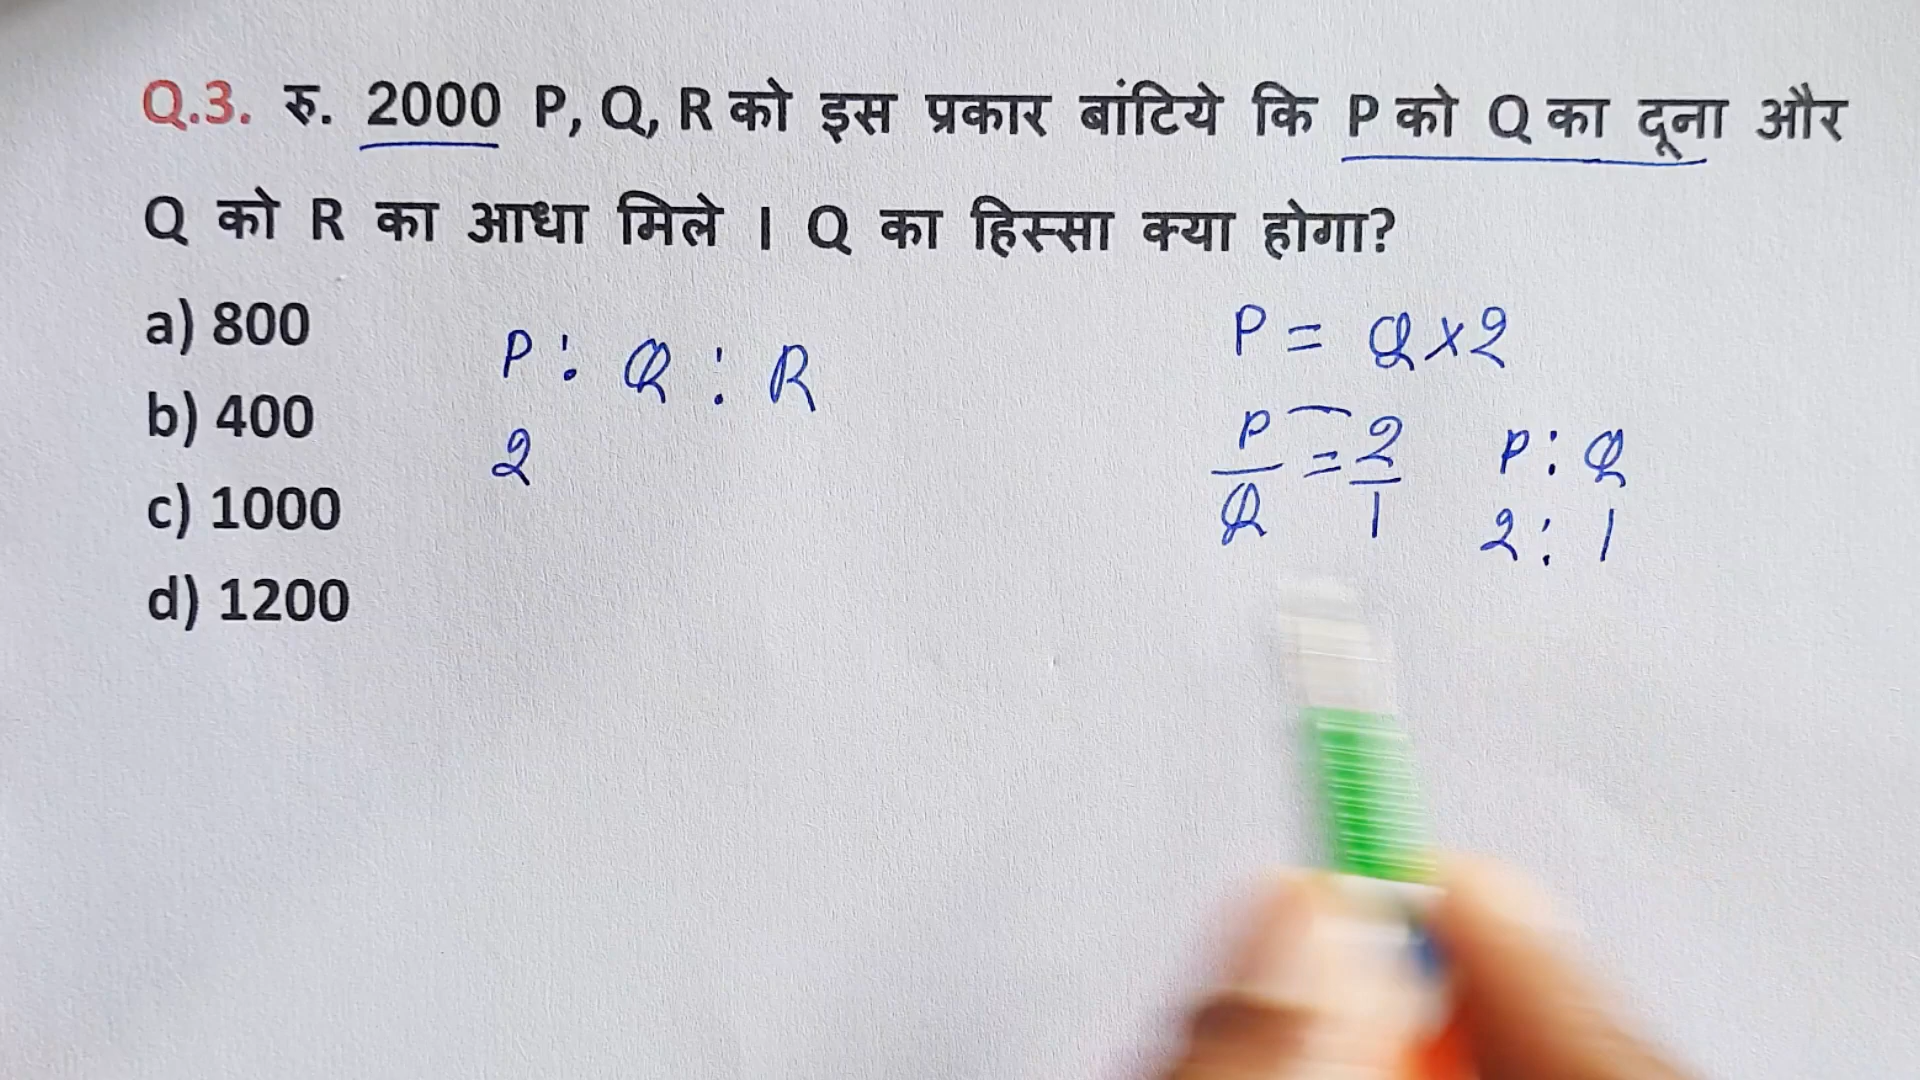 Q.3. रु. 2000 P, Q, R को इस प्रकार बांटिये कि P को Q का दूना और
Q को R का आधा मिले । Q का हिस्सा क्या होगा?
a) 800
b) 400
c) 1000
d) 1200
P : Q : R
2
P = Q × 2
P/Q = 2/1
P : Q
2 : 1